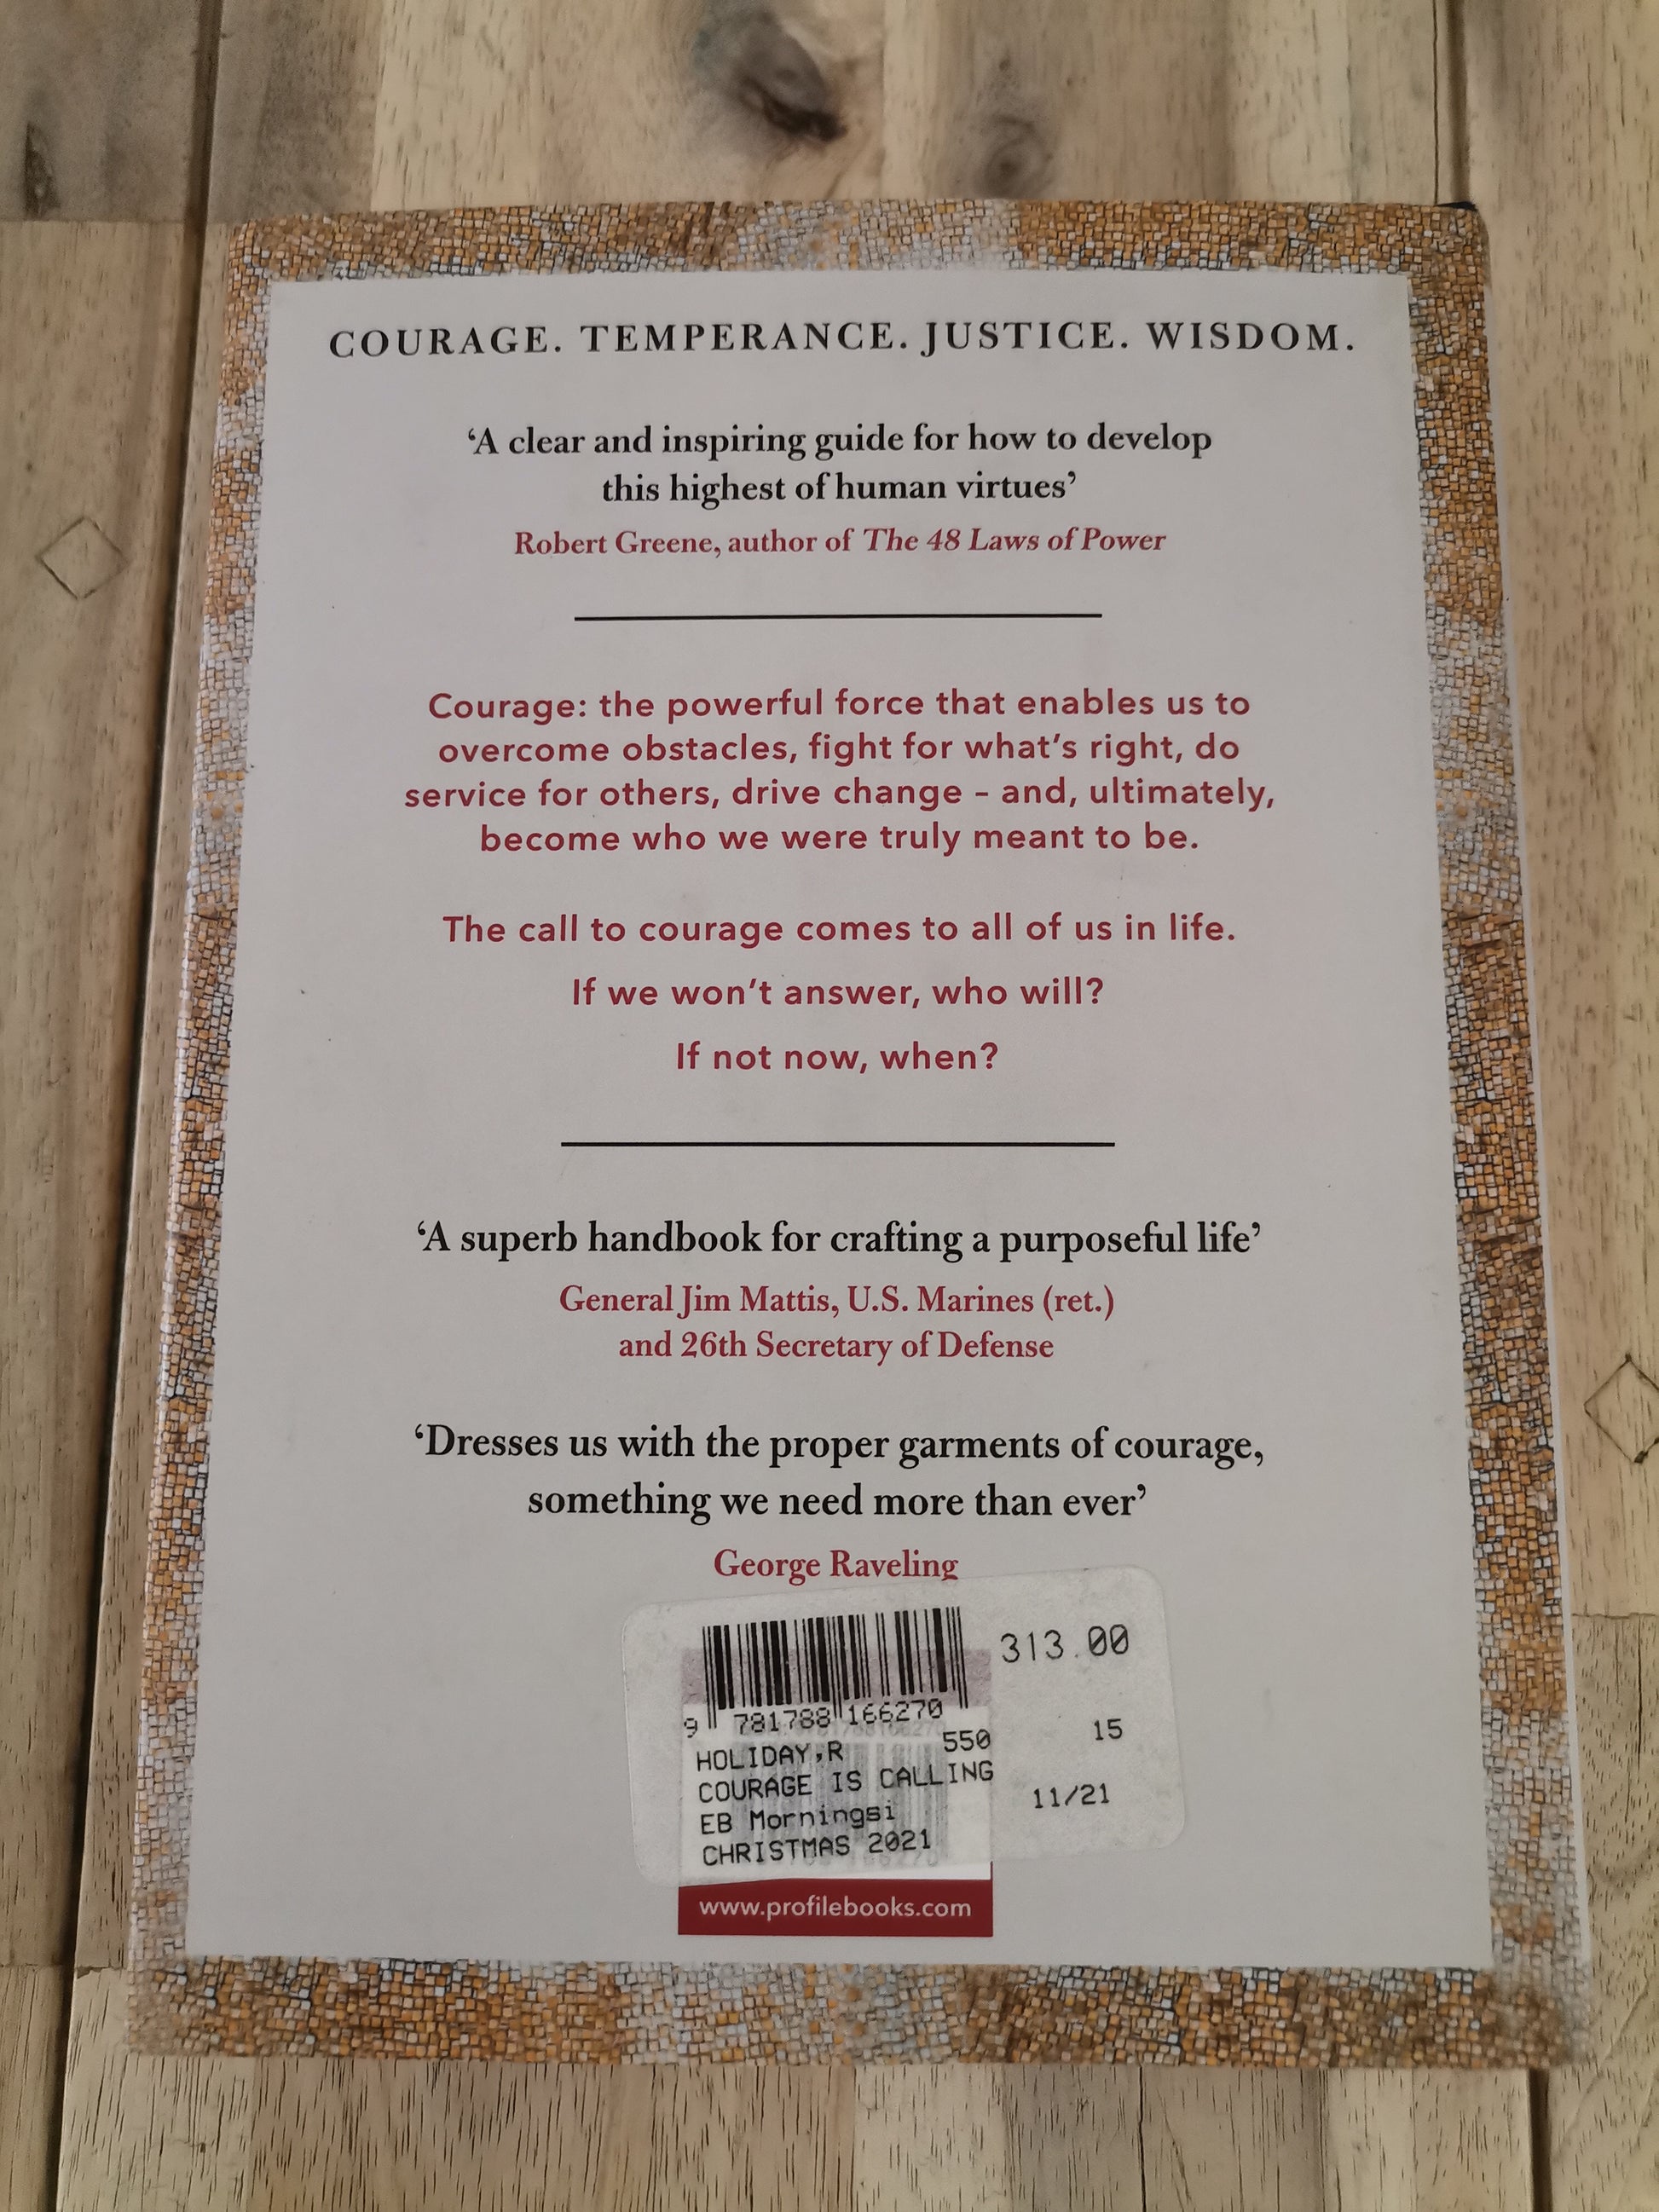 COURAGE. TEMPERANCE. JUSTICE. WISDOM.
‘A clear and inspiring guide for how to develop
this highest of human virtues’
Robert Greene, author of The 48 Laws of Power
Courage: the powerful force that enables us to
overcome obstacles, fight for what’s right, do
service for others, drive change – and, ultimately,
become who we were truly meant to be.
The call to courage comes to all of us in life.
If we won’t answer, who will?
If not now, when?
‘A superb handbook for crafting a purposeful life’
General Jim Mattis, U.S. Marines (ret.)
and 26th Secretary of Defense
‘Dresses us with the proper garments of courage,
something we need more than ever’
George Raveling
313.00
9 781788 166270
550 15
HOLIDAY,R
COURAGE IS CALLING
11/21
EB Morningsi
CHRISTMAS 2021
www.profilebooks.com